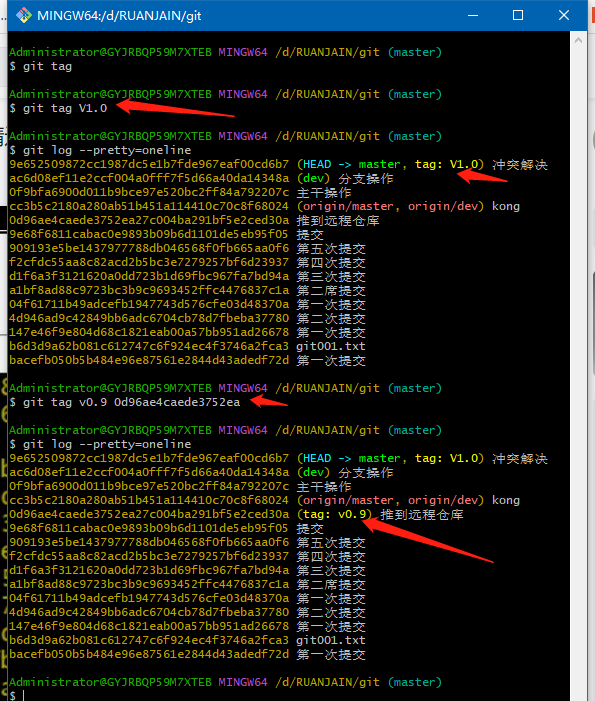 MINGW64:/d/RUANJAIN/git
Administrator@GYJRBQP59M7XTEB MINGW64 /d/RUANJAIN/git (master)
$ git tag
Administrator@GYJRBQP59M7XTEB MINGW64 /d/RUANJAIN/git (master)
$ git tag V1.0
Administrator@GYJRBQP59M7XTEB MINGW64 /d/RUANJAIN/git (master)
$ git log --pretty=oneline
9e652509872cc1987dc5e1b7fde967eaf00cd6b7 (HEAD -> master, tag: V1.0) 冲突解决
ac6d08ef11e2ccf004a0fff7f5d66a40da14348a (dev) 分支操作
0f9bfa6900d011b9bce97e520bc2ff84a792207c 主干操作
cc3b5c2180a280ab51b451a114410c70c8f68024 (origin/master, origin/dev) kong
0d96ae4caede3752ea27c004ba291bf5e2ced30a 推到远程仓库
9e68f6811cabac0e9893b09b6d1101de5eb95f05 提交
909193e5be1437977788db046568f0fb665aa0f6 第五次提交
f2cfdc55aa8c82acd2b5bc3e7279257bf6d23937 第四次提交
d1f6a3f3121620a0dd723b1d69fbc967fa7bd94a 第三次提交
a1bf8ad88c9723bc3b9c9693452ffc4476837c1a 第二席提交
04f61711b49adcefb1947743d576cfe03d48370a 第一次提交
4d946ad9c42849bb6adc6704cb78d7fbeba37780 第二次提交
147e46f9e804d68c1821eab00a57bb951ad26678 第一次提交
b6d3d9a62b081c612747c6f924ec4f3746a2fca3 git001.txt
bacefb050b5b484e96e87561e2844d43adedf72d 第一次提交
Administrator@GYJRBQP59M7XTEB MINGW64 /d/RUANJAIN/git (master)
$ git tag v0.9 0d96ae4caede3752ea
Administrator@GYJRBQP59M7XTEB MINGW64 /d/RUANJAIN/git (master)
$ git log --pretty=oneline
9e652509872cc1987dc5e1b7fde967eaf00cd6b7 (HEAD -> master, tag: V1.0) 冲突解决
ac6d08ef11e2ccf004a0fff7f5d66a40da14348a (dev) 分支操作
0f9bfa6900d011b9bce97e520bc2ff84a792207c 主干操作
cc3b5c2180a280ab51b451a114410c70c8f68024 (origin/master, origin/dev) kong
0d96ae4caede3752ea27c004ba291bf5e2ced30a (tag: v0.9) 推到远程仓库
9e68f6811cabac0e9893b09b6d1101de5eb95f05 提交
909193e5be1437977788db046568f0fb665aa0f6 第五次提交
f2cfdc55aa8c82acd2b5bc3e7279257bf6d23937 第四次提交
d1f6a3f3121620a0dd723b1d69fbc967fa7bd94a 第三次提交
a1bf8ad88c9723bc3b9c9693452ffc4476837c1a 第二席提交
04f61711b49adcefb1947743d576cfe03d48370a 第一次提交
4d946ad9c42849bb6adc6704cb78d7fbeba37780 第二次提交
147e46f9e804d68c1821eab00a57bb951ad26678 第一次提交
b6d3d9a62b081c612747c6f924ec4f3746a2fca3 git001.txt
bacefb050b5b484e96e87561e2844d43adedf72d 第一次提交
Administrator@GYJRBQP59M7XTEB MINGW64 /d/RUANJAIN/git (master)
$